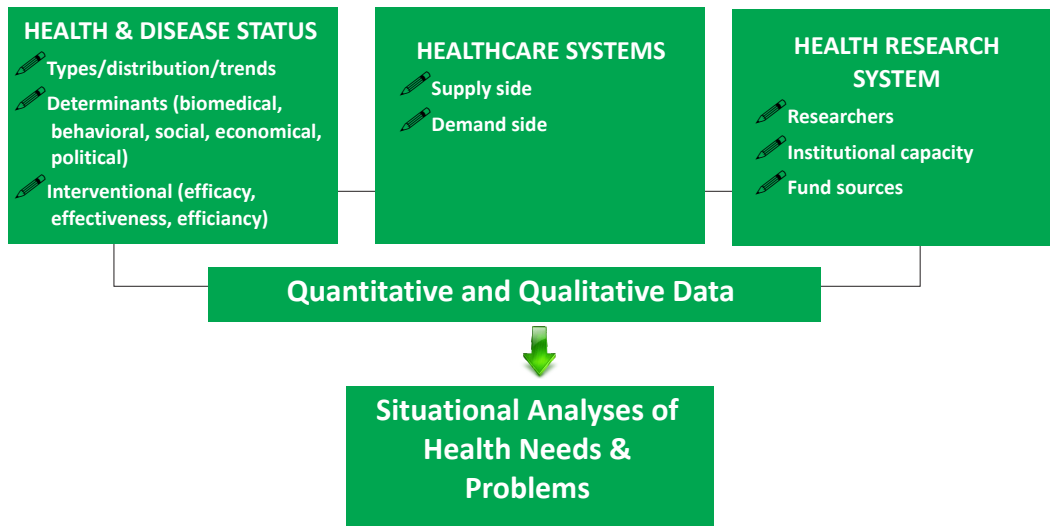 HEALTH & DISEASE STATUS
Types/distribution/trends
Determinants (biomedical,
behavioral, social, economical,
political)
Interventional (efficacy,
effectiveness, efficiancy)
HEALTHCARE SYSTEMS
Supply side
Demand side
HEALTH RESEARCH
SYSTEM
Researchers
Institutional capacity
Fund sources
Quantitative and Qualitative Data
Situational Analyses of
Health Needs &
Problems